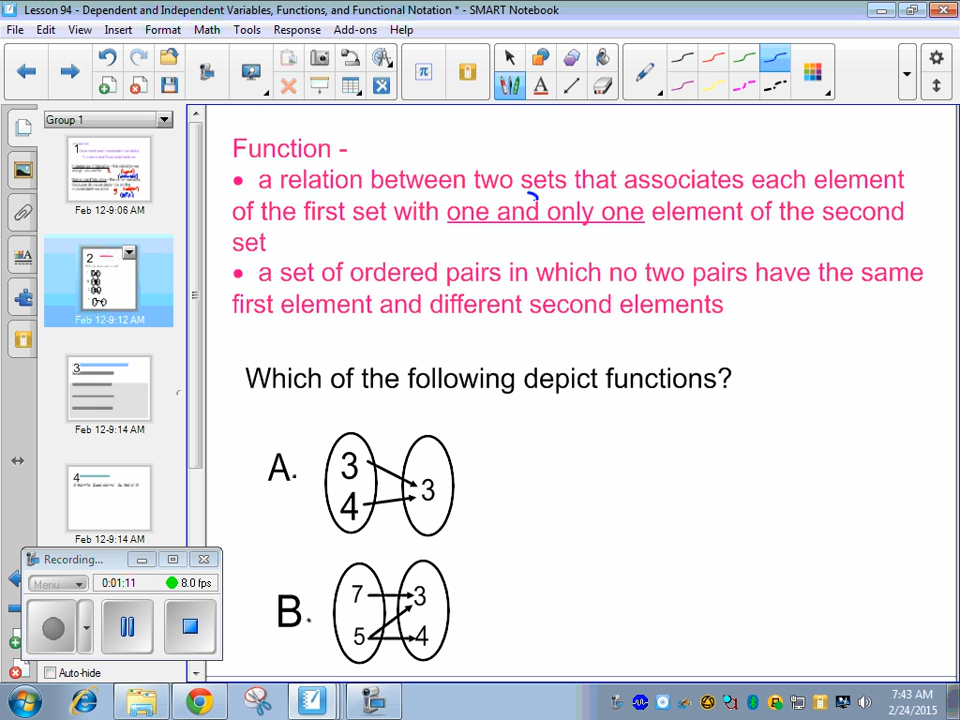 Lesson 94 - Dependent and Independent Variables, Functions, and Functional Notation * - SMART Notebook
File Edit View Insert Format Math Tools Response Add-ons Help
Group 1
1
Feb 12-9:06 AM
2
Feb 12-9:12 AM
3
Feb 12-9:14 AM
4
Feb 12-9:14 AM
Function -
• a relation between two sets that associates each element
of the first set with one and only one element of the second
set
• a set of ordered pairs in which no two pairs have the same
first element and different second elements
Which of the following depict functions?
A. 3 4 3
B. 7 5 3 4
Recording...
Menu 0:01:11 8.0 fps
Auto-hide
7:43 AM
2/24/2015